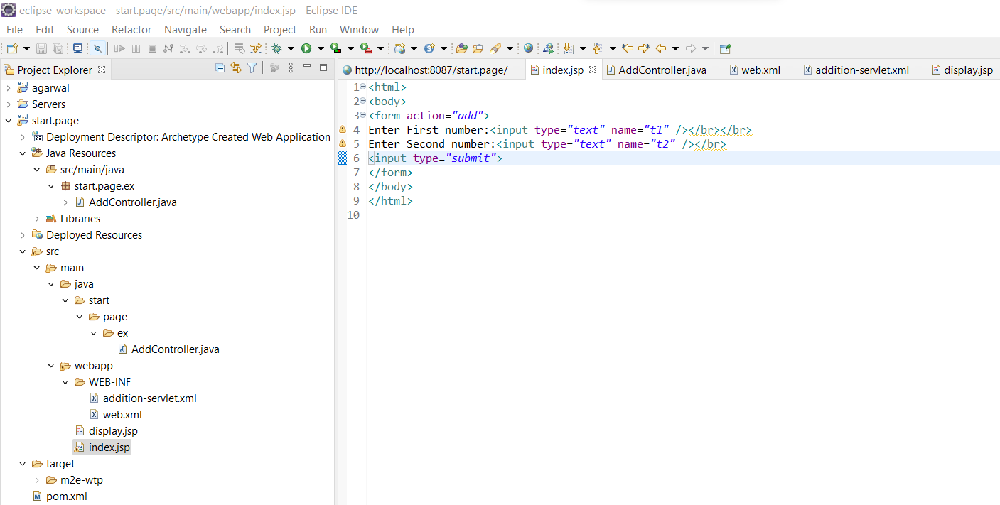 eclipse-workspace - start.page/src/main/webapp/index.jsp - Eclipse IDE
File Edit Source Refactor Navigate Search Project Run Window Help
Project Explorer
agarwal
Servers
start.page
Deployment Descriptor: Archetype Created Web Application
Java Resources
src/main/java
start.page.ex
AddController.java
Libraries
Deployed Resources
src
main
java
start
page
ex
AddController.java
webapp
WEB-INF
addition-servlet.xml
web.xml
display.jsp
index.jsp
target
m2e-wtp
pom.xml
http://localhost:8087/start.page/ index.jsp AddController.java web.xml addition-servlet.xml display.jsp
1 <html>
2 <body>
3 <form action="add">
4 Enter First number:<input type="text" name="t1" /></br></br>
5 Enter Second number:<input type="text" name="t2" /></br>
6 <input type="submit">
7 </form>
8 </body>
9 </html>
10